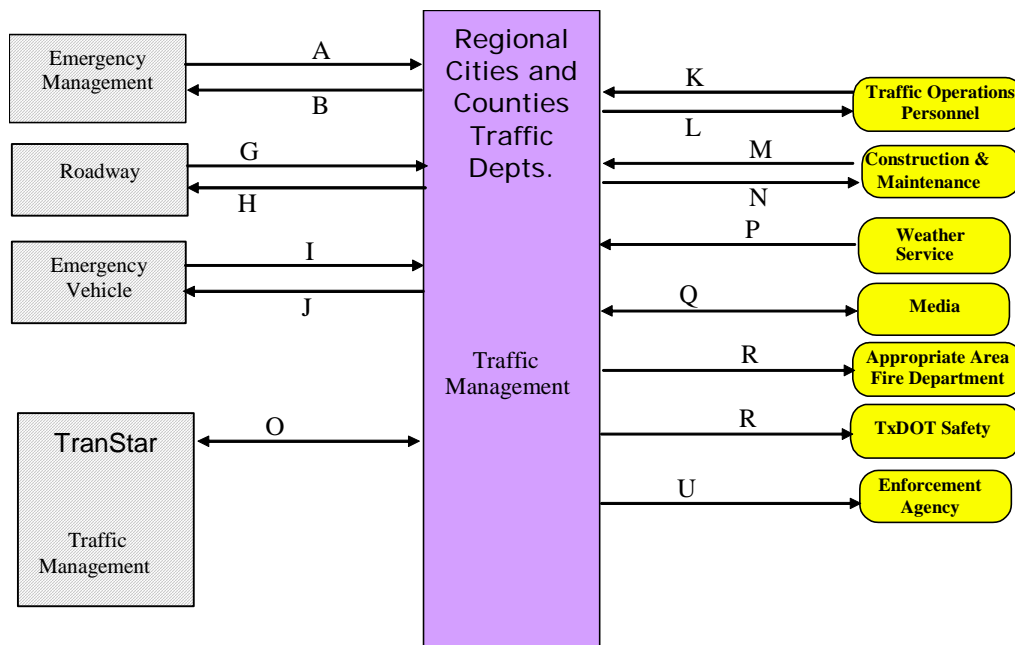 Emergency
Management
A
B
Roadway
G
H
Emergency
Vehicle
I
J
TranStar
Traffic
Management
O
Regional
Cities and
Counties
Traffic
Depts.
Traffic
Management
K
L
Traffic Operations
Personnel
M
N
Construction &
Maintenance
P
Weather
Service
Q
Media
R
Appropriate Area
Fire Department
R
TxDOT Safety
U
Enforcement
Agency